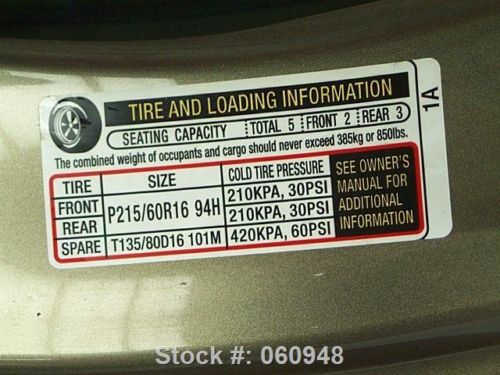 TIRE AND LOADING INFORMATION
SEATING CAPACITY TOTAL 5 FRONT 2 REAR 3
The combined weight of occupants and cargo should never exceed 385kg or 850lbs.
TIRE SIZE COLD TIRE PRESSURE
FRONT P215/60R16 94H 210KPA, 30PSI
REAR 210KPA, 30PSI
SPARE T135/80D16 101M 420KPA, 60PSI
SEE OWNER'S
MANUAL FOR
ADDITIONAL
INFORMATION
1A
Stock #: 060948